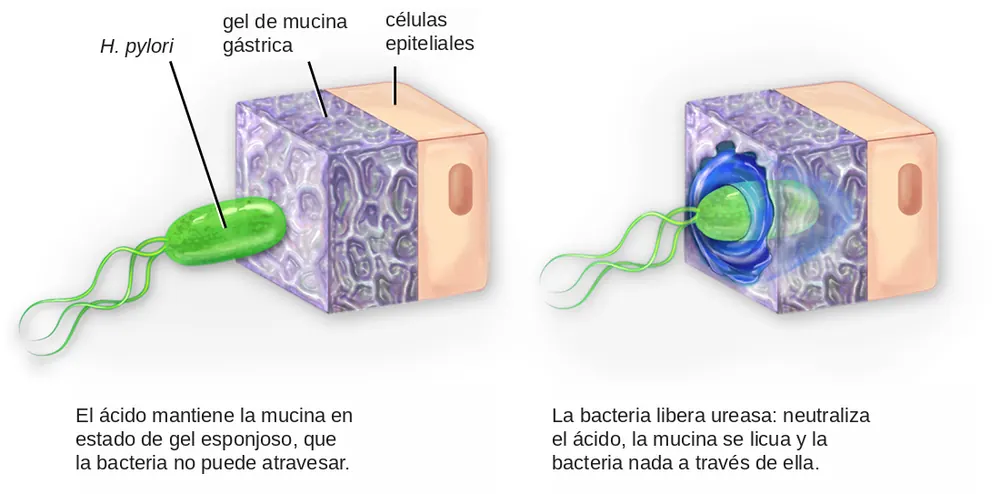 H. pylori
gel de mucina
gástrica
células
epiteliales
El ácido mantiene la mucina en
estado de gel esponjoso, que
la bacteria no puede atravesar.
La bacteria libera ureasa: neutraliza
el ácido, la mucina se licua y la
bacteria nada a través de ella.